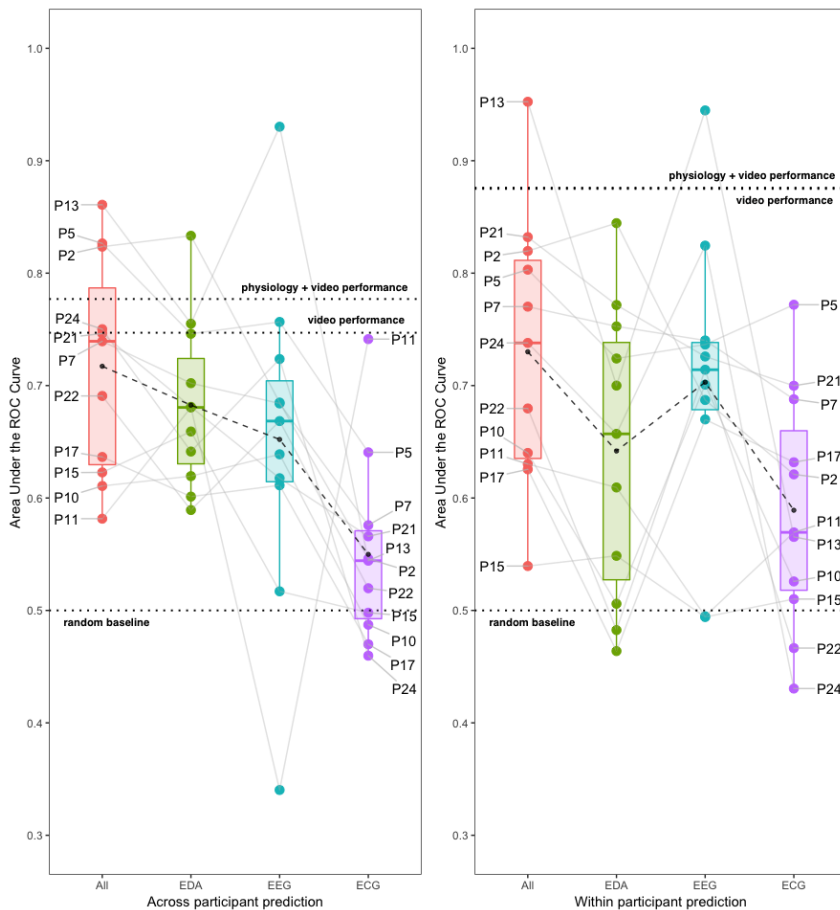 Area Under the ROC Curve
1.0
0.9
0.8
0.7
0.6
0.5
0.4
0.3
P13
P5
P2
P24
P21
P7
P22
P17
P15
P10
P11
physiology + video performance
video performance
random baseline
P11
P5
P7
P21
P13
P2
P22
P15
P10
P17
P24
All EDA EEG ECG
Across participant prediction
Area Under the ROC Curve
1.0
0.9
0.8
0.7
0.6
0.5
0.4
0.3
P13
P21
P2
P5
P7
P24
P22
P10
P11
P17
P15
physiology + video performance
video performance
random baseline
P5
P21
P7
P17
P2
P11
P13
P10
P15
P22
P24
All EDA EEG ECG
Within participant prediction